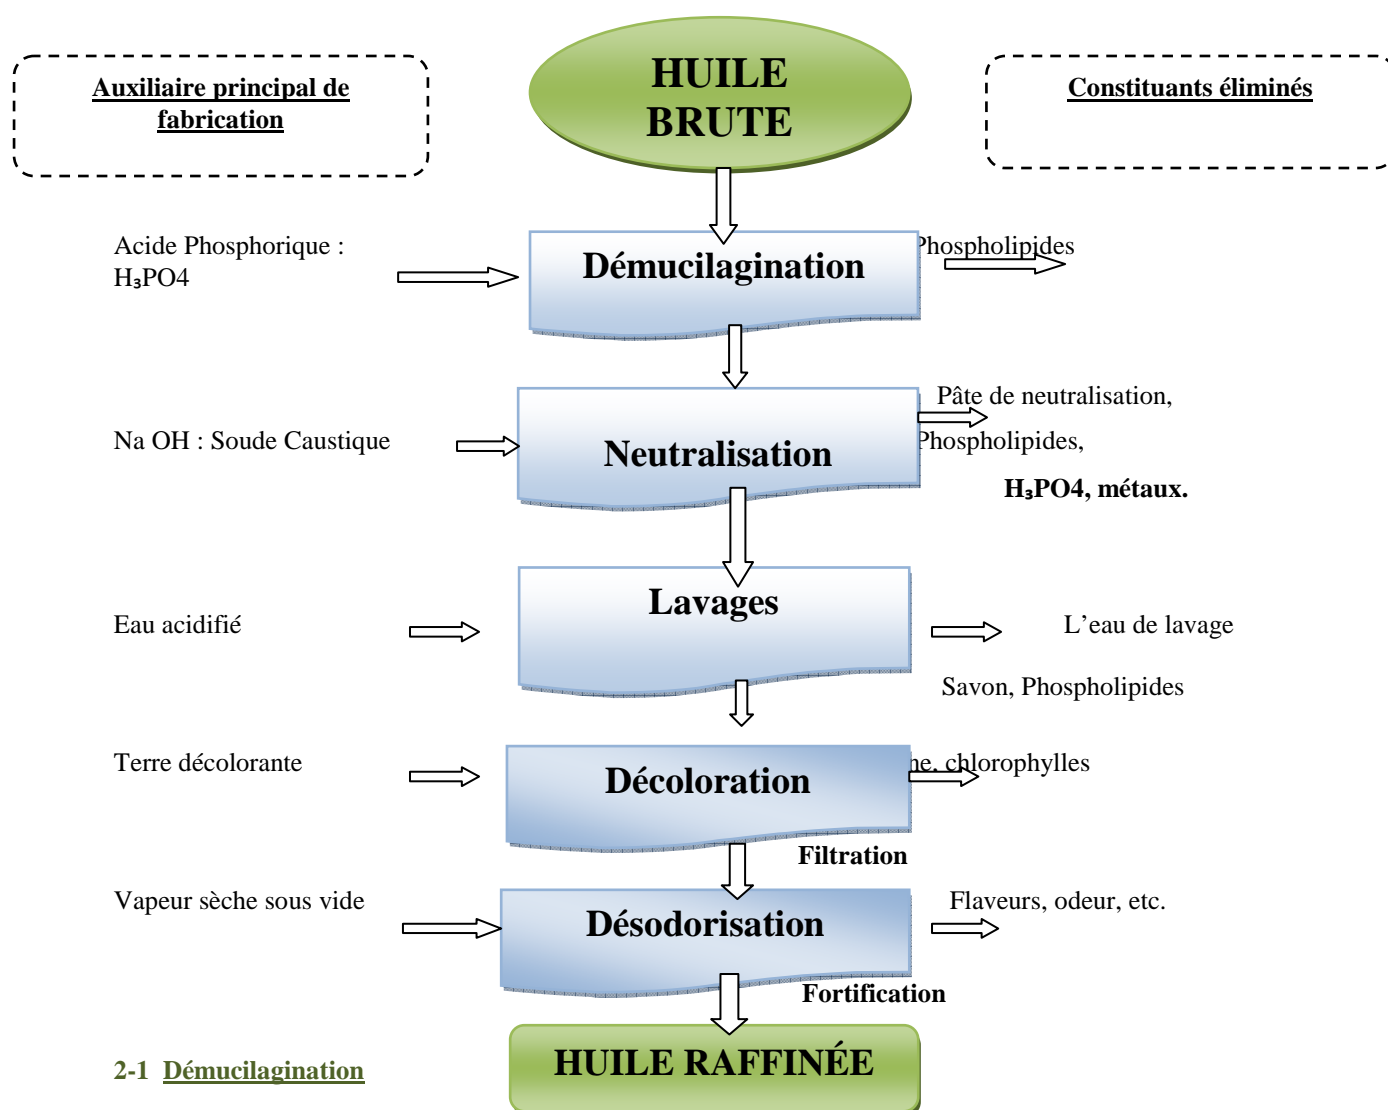 Auxiliaire principal de
fabrication
HUILE
BRUTE
Constituants éliminés
Acide Phosphorique :
H₃PO4
Démucilagination
Phospholipides
Na OH : Soude Caustique
Neutralisation
Pâte de neutralisation,
Phospholipides,
H₃PO4, métaux.
Eau acidifié
Lavages
L’eau de lavage
Savon, Phospholipides
Terre décolorante
Décoloration
chlorophylles
Filtration
Vapeur sèche sous vide
Désodorisation
Flaveurs, odeur, etc.
Fortification
HUILE RAFFINÉE
2-1 Démucilagination